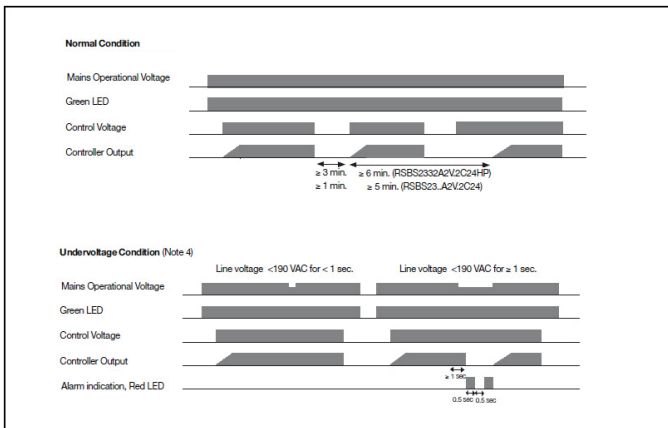 Normal Condition
Mains Operational Voltage
Green LED
Control Voltage
Controller Output
≥ 3 min. ≥ 6 min. (RSBS2332A2V2C24HP)
≥ 1 min. ≥ 5 min. (RSBS23..A2V.2C24)
Undervoltage Condition (Note 4)
Line voltage <190 VAC for < 1 sec. Line voltage <190 VAC for ≥ 1 sec.
Mains Operational Voltage
Green LED
Control Voltage
Controller Output
≥ 1 sec
Alarm indication, Red LED
0.5 sec 0.5 sec